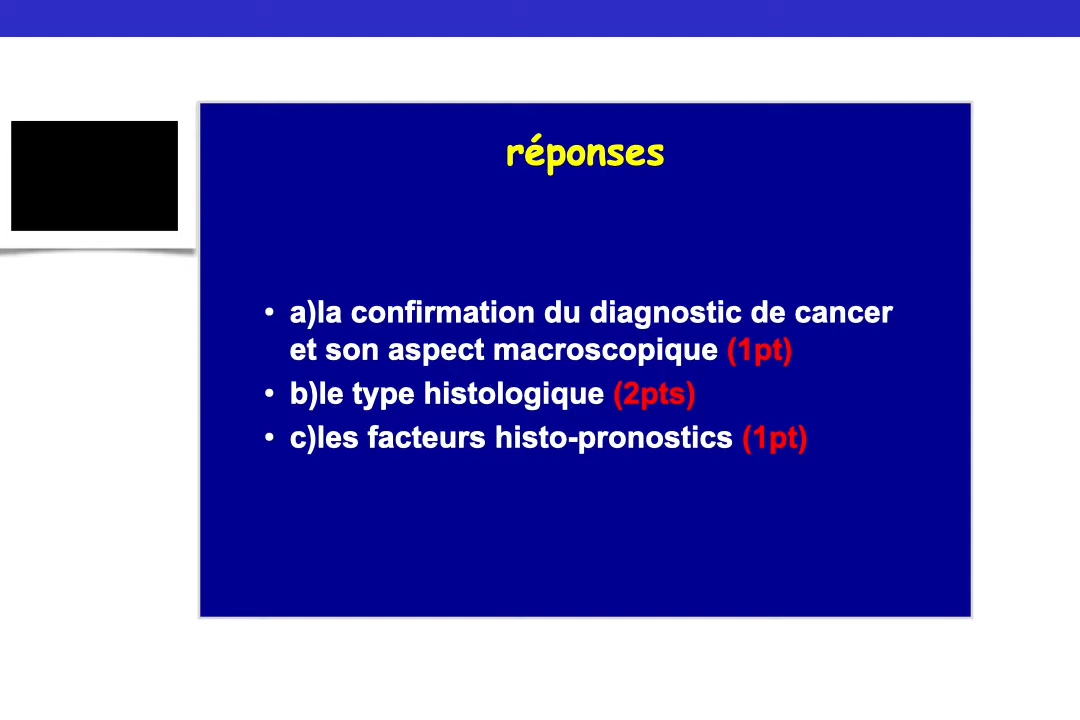 réponses
• a)la confirmation du diagnostic de cancer
et son aspect macroscopique (1pt)
• b)le type histologique (2pts)
• c)les facteurs histo-pronostics (1pt)